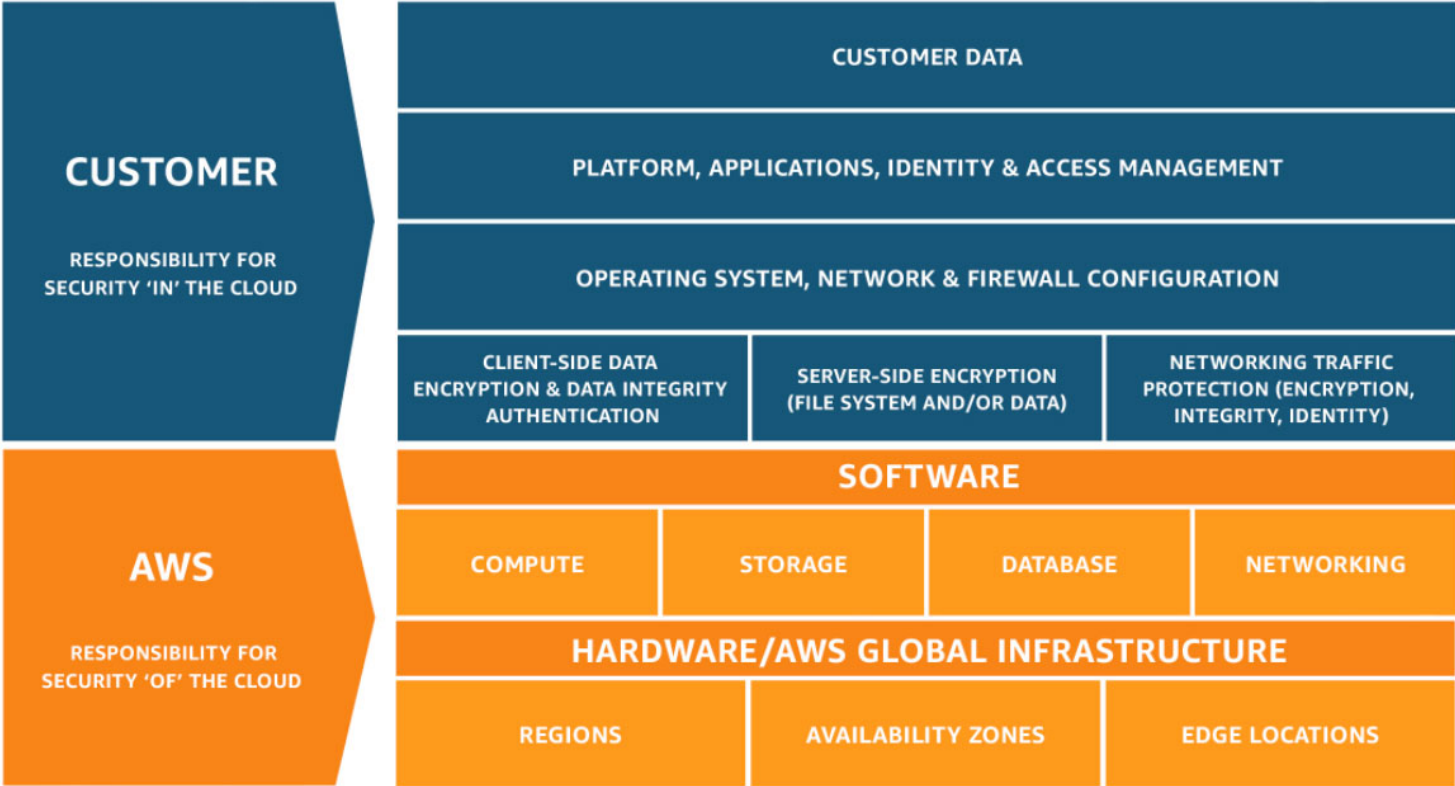 CUSTOMER
RESPONSIBILITY FOR
SECURITY ‘IN’ THE CLOUD
CUSTOMER DATA
PLATFORM, APPLICATIONS, IDENTITY & ACCESS MANAGEMENT
OPERATING SYSTEM, NETWORK & FIREWALL CONFIGURATION
CLIENT-SIDE DATA
ENCRYPTION & DATA INTEGRITY
AUTHENTICATION
SERVER-SIDE ENCRYPTION
(FILE SYSTEM AND/OR DATA)
NETWORKING TRAFFIC
PROTECTION (ENCRYPTION,
INTEGRITY, IDENTITY)
AWS
RESPONSIBILITY FOR
SECURITY ‘OF’ THE CLOUD
SOFTWARE
COMPUTE
STORAGE
DATABASE
NETWORKING
HARDWARE/AWS GLOBAL INFRASTRUCTURE
REGIONS
AVAILABILITY ZONES
EDGE LOCATIONS